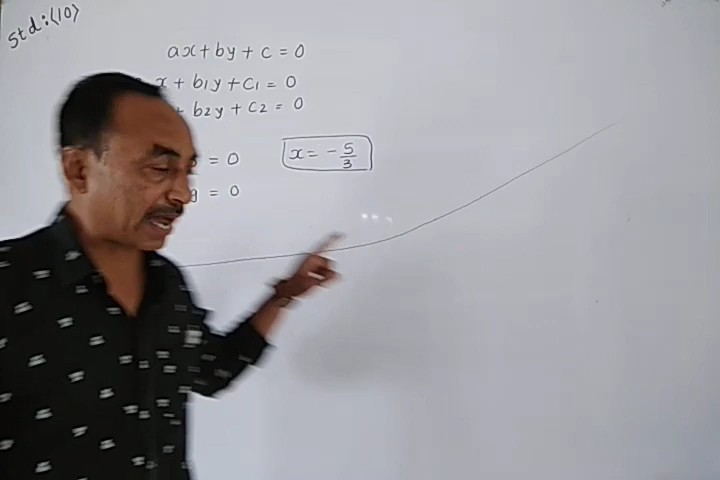 Std:(10)
ax+by+c=0
x+b₁y+c₁=0
+b₂y+c₂=0
=0
x=-5/3
=0